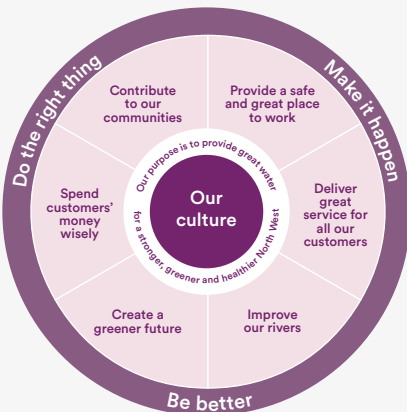 Do the right thing
Make it happen
Be better
Contribute
to our
communities
Provide a safe
and great place
to work
Spend
customers’
money
wisely
Deliver
great
service for
all our
customers
Create a
greener future
Improve
our rivers
Our purpose is to provide great water
for a stronger, greener and healthier North West
Our
culture